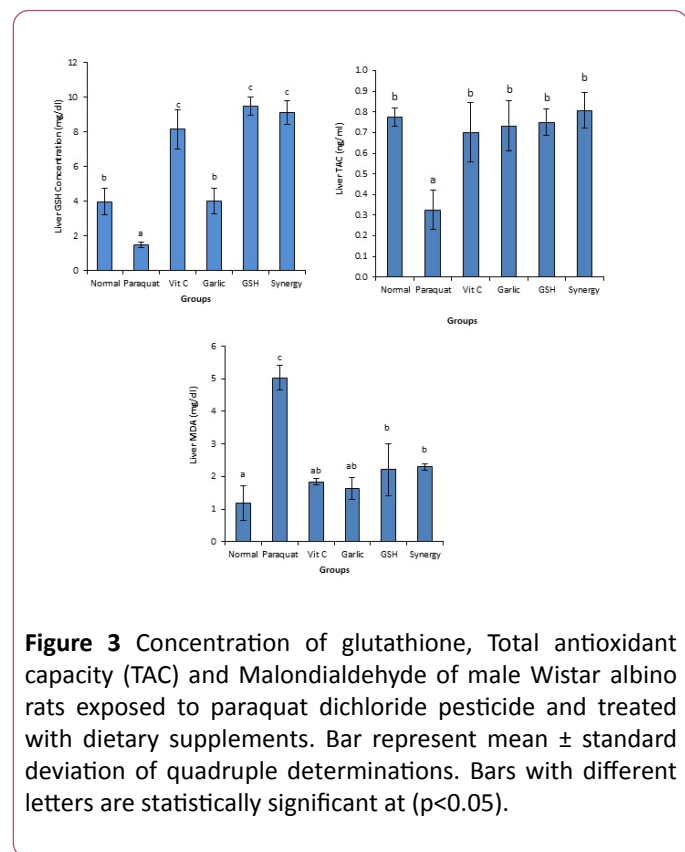 12
10
8
6
4
2
0
Liver GSH Concentration (mg/dl)
b
a
c
b
c
c
Normal Paraquat Vit C Garlic GSH Synergy
Groups
1.0
0.9
0.8
0.7
0.6
0.5
0.4
0.3
0.2
0.1
0.0
Liver TAC (ng/ml)
b
a
b
b
b
b
Normal Paraquat Vit C Garlic GSH Synergy
Groups
6
5
4
3
2
1
0
Liver MDA (mg/dl)
a
c
ab
ab
b
b
Normal Paraquat Vit C Garlic GSH Synergy
Groups
Figure 3 Concentration of glutathione, Total antioxidant
capacity (TAC) and Malondialdehyde of male Wistar albino
rats exposed to paraquat dichloride pesticide and treated
with dietary supplements. Bar represent mean ± standard
deviation of quadruple determinations. Bars with different
letters are statistically significant at (p<0.05).